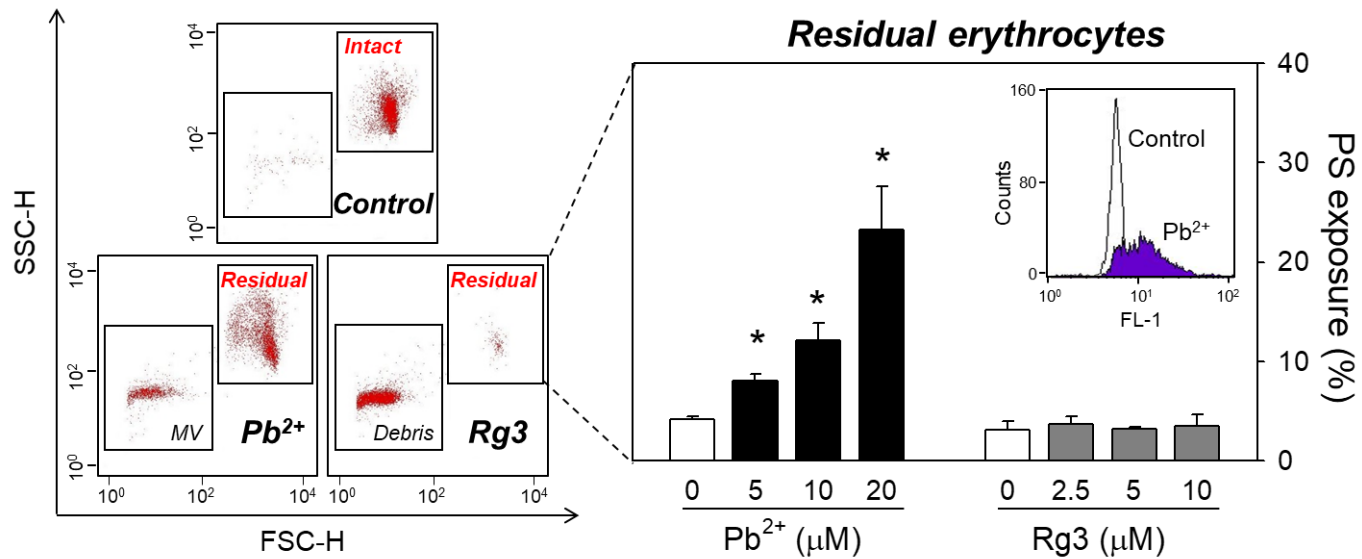 Residual erythrocytes
SSC-H
10⁴
10²
10⁰
Intact
Control
10⁴
10²
10⁰
Residual
MV
Pb²⁺
10⁰ 10² 10⁴
Residual
Debris
Rg3
10⁰ 10² 10⁴
FSC-H
160
80
0
Counts
Control
Pb²⁺
10⁰ 10¹ 10²
FL-1
* * *
40
30
20
10
0
PS exposure (%)
0 5 10 20
Pb²⁺ (μM)
0 2.5 5 10
Rg3 (μM)